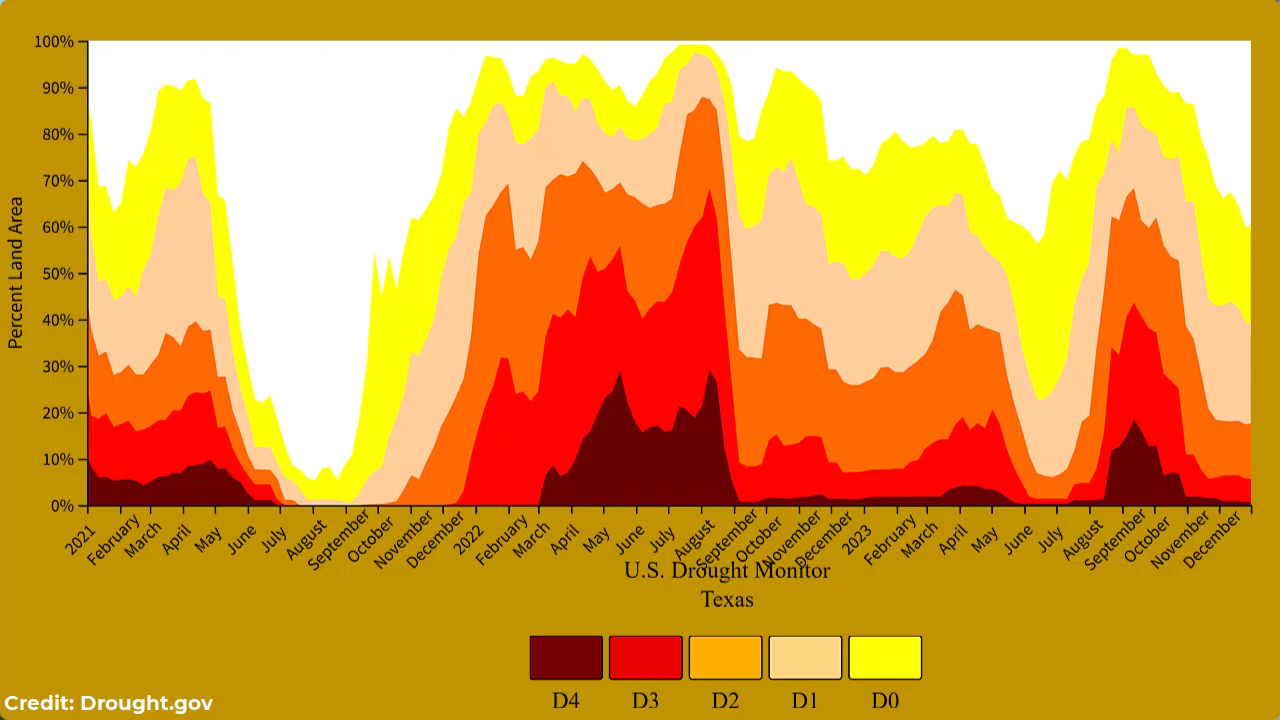 100%
90%
80%
70%
60%
50%
40%
30%
20%
10%
0%
Percent Land Area
2021 February March April May June July August September October November December 2022 February March April May June July August September October November December 2023 February March April May June July August September October November December
U.S. Drought Monitor
Texas
D4 D3 D2 D1 D0
Credit: Drought.gov